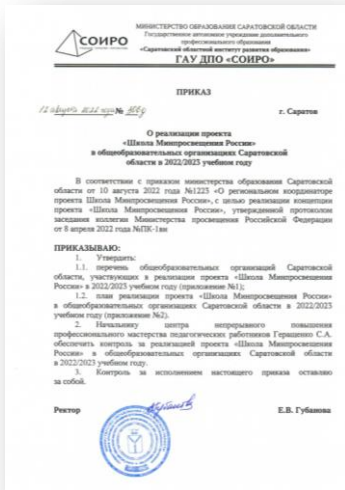 СОИРО
МИНИСТЕРСТВО ОБРАЗОВАНИЯ САРАТОВСКОЙ ОБЛАСТИ
Государственное автономное учреждение дополнительного
профессионального образования
«Саратовский областной институт развития образования»
ГАУ ДПО «СОИРО»
ПРИКАЗ
12 августа 2022 года №
г. Саратов
О реализации проекта
«Школа Минпросвещения России»
в общеобразовательных организациях Саратовской
области в 2022/2023 учебном году
В соответствии с приказом министерства образования Саратовской
области от 10 августа 2022 года №1225 «О региональном координаторе
проекта Школа Минпросвещения России», с целью реализации концепции
проекта «Школа Минпросвещения России», утвержденной протоколом
заседания коллегии Министерства просвещения Российской Федерации
от 8 апреля 2022 года №ПК-1вн
ПРИКАЗЫВАЮ:
1. Утвердить:
1.1. перечень общеобразовательных организаций Саратовской
области, участвующих в реализации проекта «Школа Минпросвещения
России» в 2022/2023 учебном году (приложение №1);
1.2. план реализации проекта «Школа Минпросвещения России»
в общеобразовательных организациях Саратовской области в 2022/2023
учебном году (приложение №2).
2. Начальнику центра непрерывного повышения
профессионального мастерства педагогических работников Геращенко С.А.
обеспечить контроль за реализацией проекта «Школа Минпросвещения
России» в общеобразовательных организациях Саратовской области
в 2022/2023 учебном году.
3. Контроль за исполнением настоящего приказа оставляю
за собой.
Ректор
Е.В. Губанова